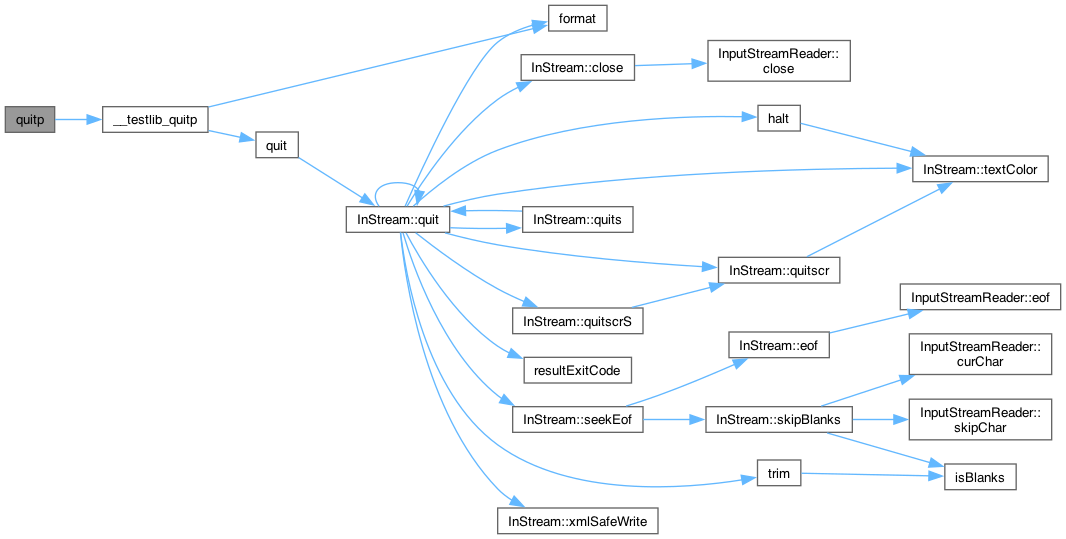 format
InStream::close
InputStreamReader::
close
quitp
__testlib_quitp
halt
quit
InStream::textColor
InStream::quit
InStream::quits
InStream::quitscr
InputStreamReader::eof
InStream::quitscrS
InStream::eof
InputStreamReader::
curChar
resultExitCode
InStream::seekEof
InStream::skipBlanks
InputStreamReader::
skipChar
trim
isBlanks
InStream::xmlSafeWrite